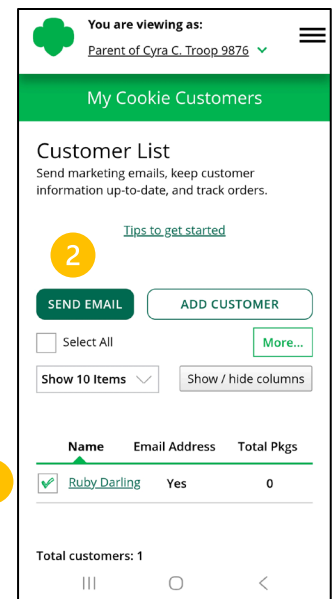 You are viewing as:
Parent of Cyra C. Troop 9876
My Cookie Customers
Customer List
Send marketing emails, keep customer
information up-to-date, and track orders.
Tips to get started
2
SEND EMAIL ADD CUSTOMER
Select All More...
Show 10 Items Show / hide columns
Name Email Address Total Pkgs
Ruby Darling Yes 0
Total customers: 1